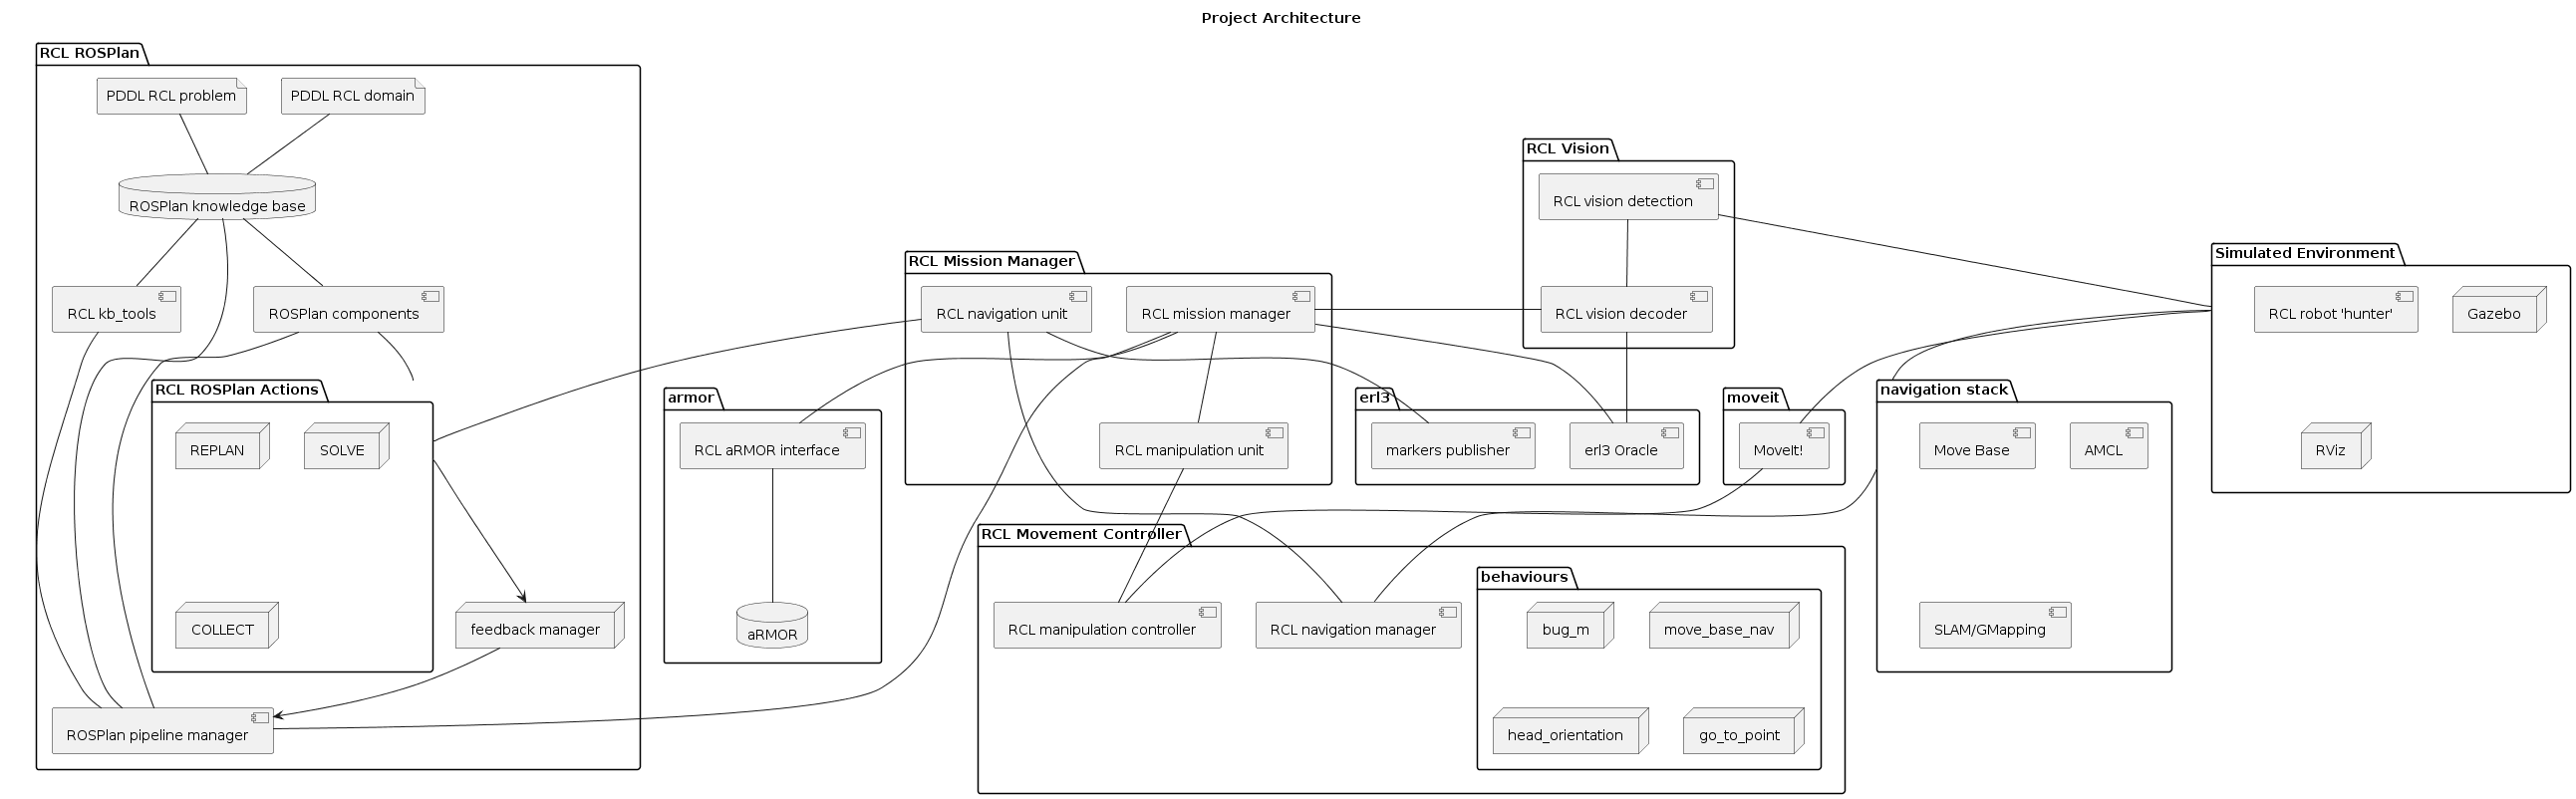 Project Architecture
RCL ROSPlan
PDDL RCL problem
PDDL RCL domain
ROSPlan knowledge base
RCL kb_tools
ROSPlan components
RCL ROSPlan Actions
REPLAN
SOLVE
COLLECT
feedback manager
ROSPlan pipeline manager
armor
RCL aRMOR interface
aRMOR
RCL Mission Manager
RCL navigation unit
RCL mission manager
RCL manipulation unit
RCL Vision
RCL vision detection
RCL vision decoder
erl3
markers publisher
erl3 Oracle
moveit
MoveIt!
RCL Movement Controller
RCL manipulation controller
RCL navigation manager
behaviours
bug_m
move_base_nav
head_orientation
go_to_point
navigation stack
Move Base
AMCL
SLAM/GMapping
Simulated Environment
RCL robot 'hunter'
Gazebo
RViz